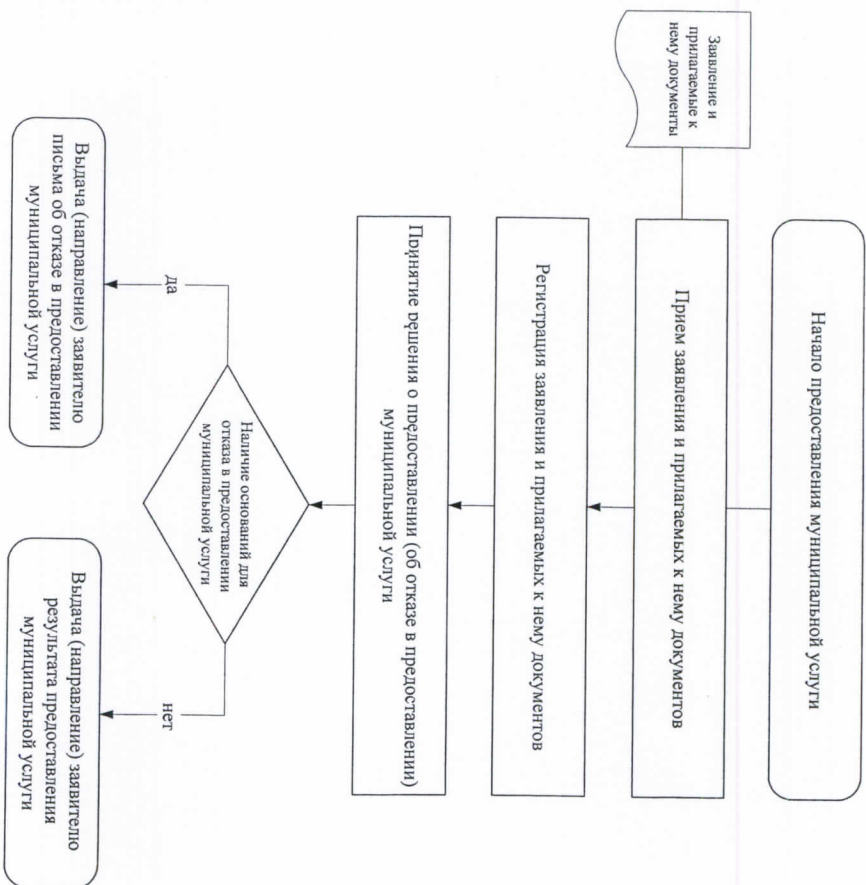 Начало предоставления муниципальной услуги
Заявление и
прилагаемые к
нему документы
Прием заявления и прилагаемых к нему документов
Регистрация заявления и прилагаемых к нему документов
Принятие решения о предоставлении (об отказе в предоставлении)
муниципальной услуги
Наличие оснований для
отказа в предоставлении
муниципальной услуги
да
нет
Выдача (направление) заявителю
письма об отказе в предоставлении
муниципальной услуги
Выдача (направление) заявителю
результата предоставления
муниципальной услуги